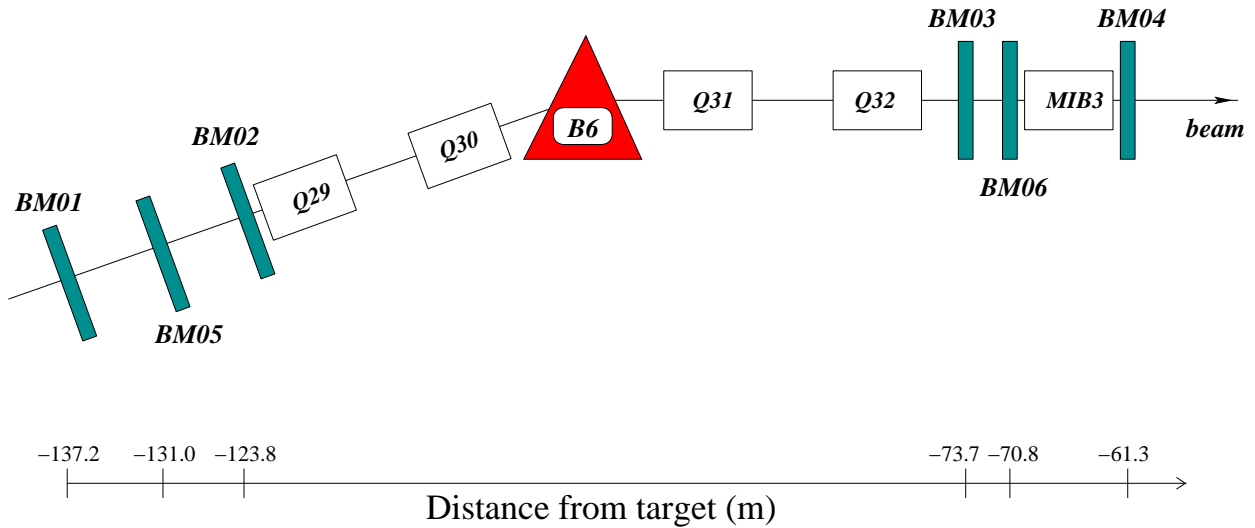 BM03
BM04
Q31
Q32
MIB3
B6
beam
BM02
Q30
BM06
Q29
BM01
BM05
−137.2
−131.0
−123.8
−73.7
−70.8
−61.3
Distance from target (m)